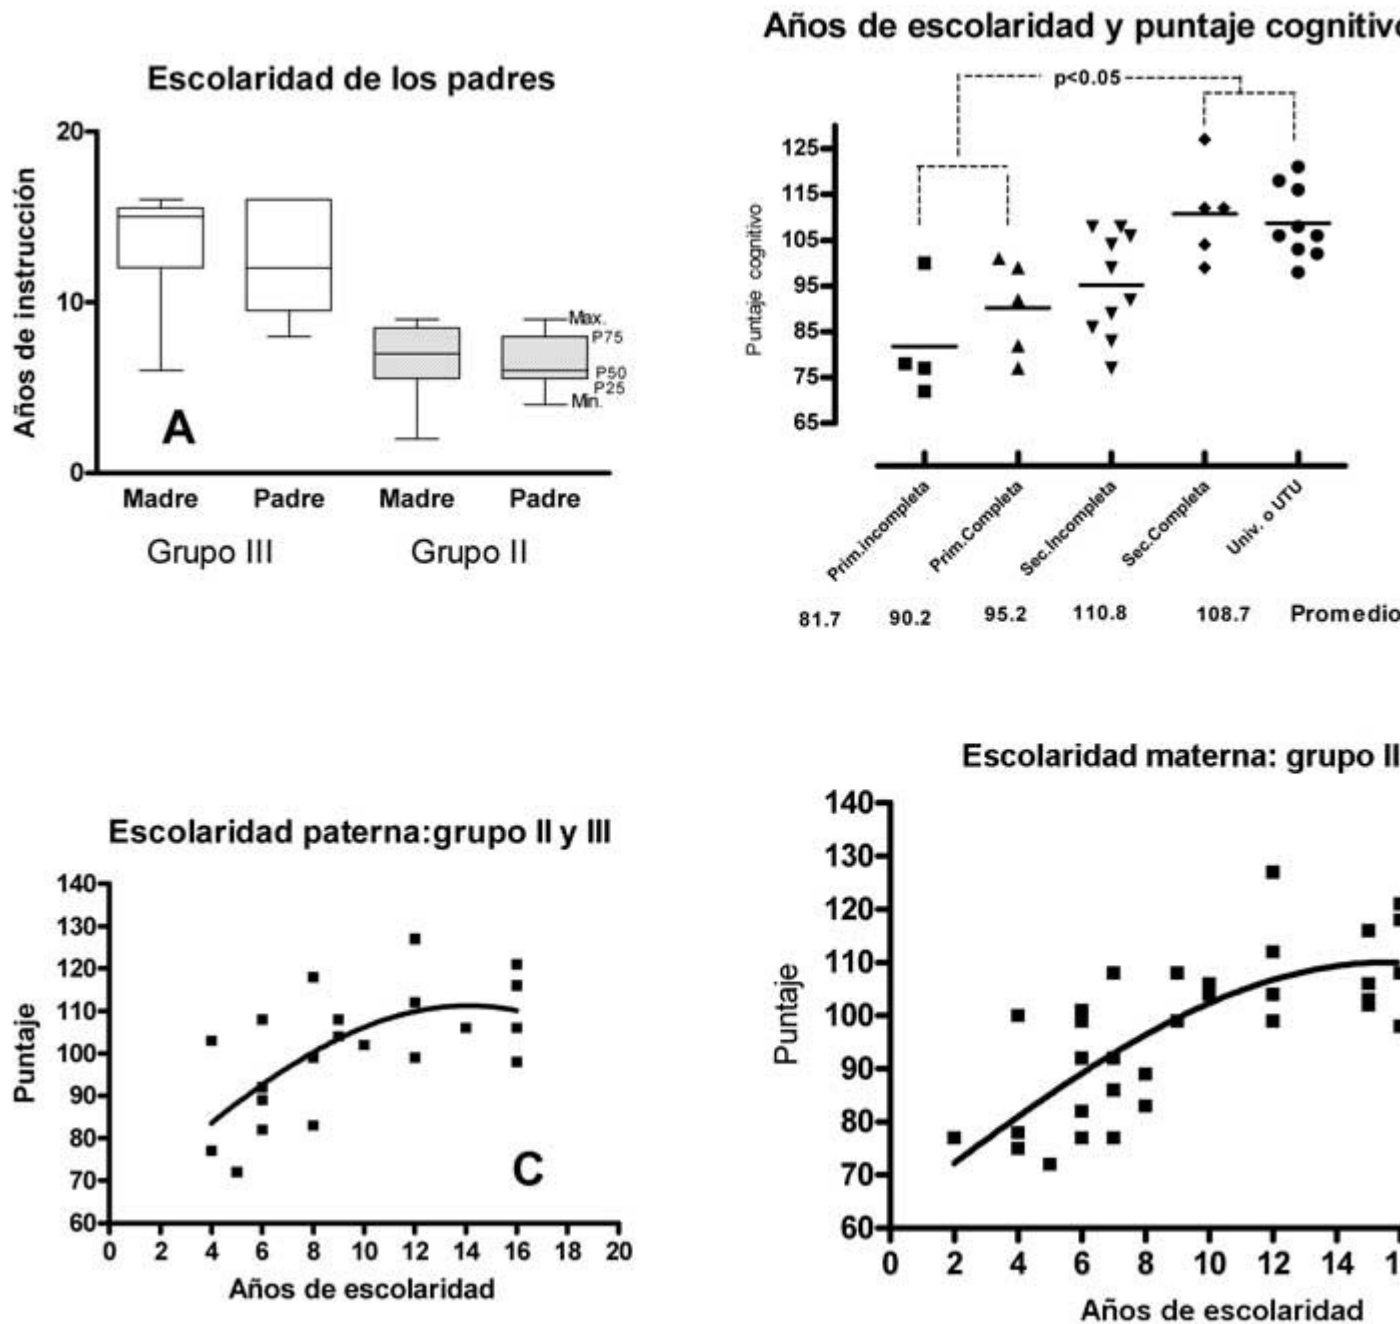 Escolaridad de los padres
Años de instrucción
20
10
0
Max.
P75
P50
P25
Min.
A
Madre Padre Madre Padre
Grupo III Grupo II
Años de escolaridad y puntaje cognitivo
p<0.05
Puntaje cognitivo
125
115
105
95
85
75
65
Prim.incompleta
Prim.Completa
Sec.Incompleta
Sec.Completa
Univ. o UTU
81.7 90.2 95.2 110.8 108.7 Promedio
Escolaridad paterna:grupo II y III
Puntaje
140
130
120
110
100
90
80
70
60
C
0 2 4 6 8 10 12 14 16 18 20
Años de escolaridad
Escolaridad materna: grupo II
Puntaje
140
130
120
110
100
90
80
70
60
0 2 4 6 8 10 12 14 1
Años de escolaridad